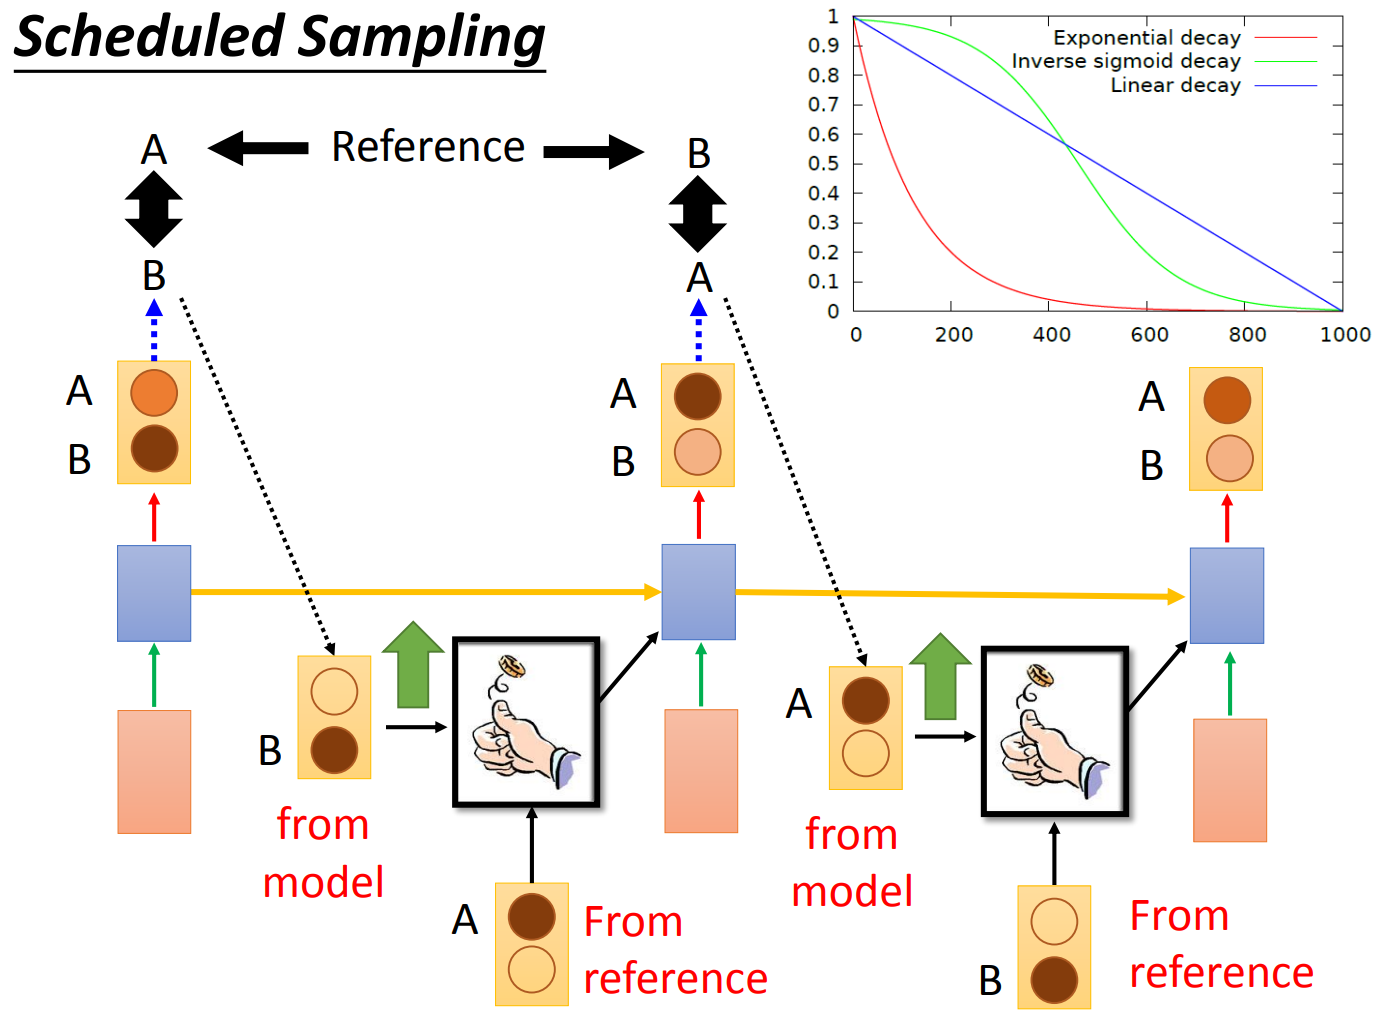 Scheduled Sampling
1
0.9
0.8
0.7
0.6
0.5
0.4
0.3
0.2
0.1
0
0 200 400 600 800 1000
Exponential decay
Inverse sigmoid decay
Linear decay
A Reference B
B A
A
B
A
B
A
B
B
from
model
A
From
reference
A
from
model
B
From
reference